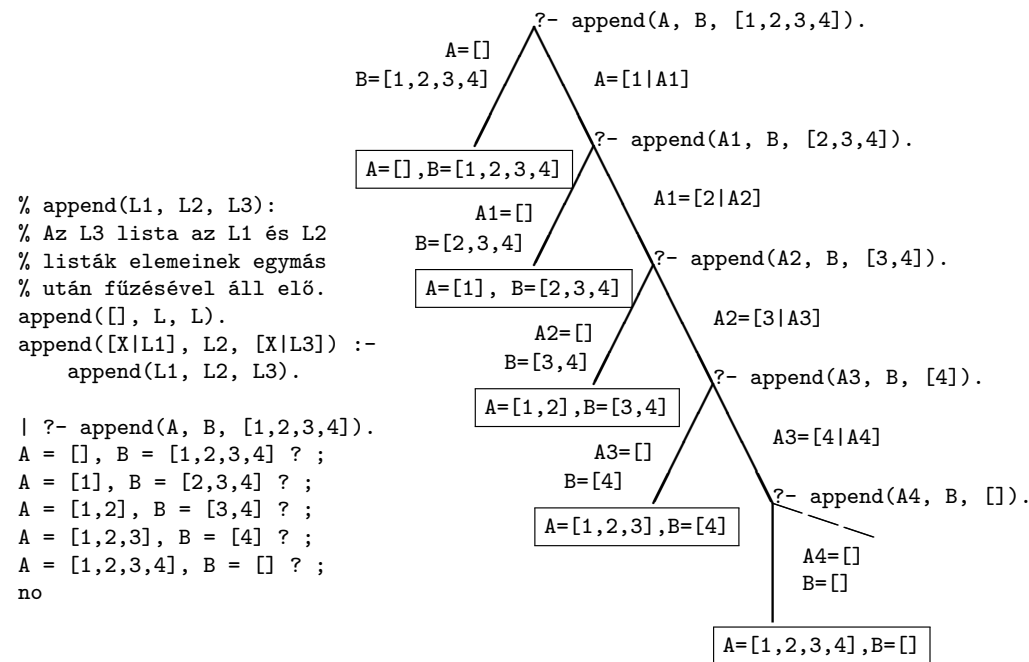 ?- append(A, B, [1,2,3,4]).
A=[]
B=[1,2,3,4]
A=[1|A1]
?- append(A1, B, [2,3,4]).
A=[],B=[1,2,3,4]
A1=[]
B=[2,3,4]
A1=[2|A2]
?- append(A2, B, [3,4]).
A=[1], B=[2,3,4]
A2=[]
B=[3,4]
A2=[3|A3]
?- append(A3, B, [4]).
A=[1,2],B=[3,4]
A3=[]
B=[4]
A3=[4|A4]
?- append(A4, B, []).
A=[1,2,3],B=[4]
A4=[]
B=[]
A=[1,2,3,4],B=[]
% append(L1, L2, L3):
% Az L3 lista az L1 és L2
% listák elemeinek egymás
% után fűzésével áll elő.
append([], L, L).
append([X|L1], L2, [X|L3]) :-
append(L1, L2, L3).
| ?- append(A, B, [1,2,3,4]).
A = [], B = [1,2,3,4] ? ;
A = [1], B = [2,3,4] ? ;
A = [1,2], B = [3,4] ? ;
A = [1,2,3], B = [4] ? ;
A = [1,2,3,4], B = [] ? ;
no